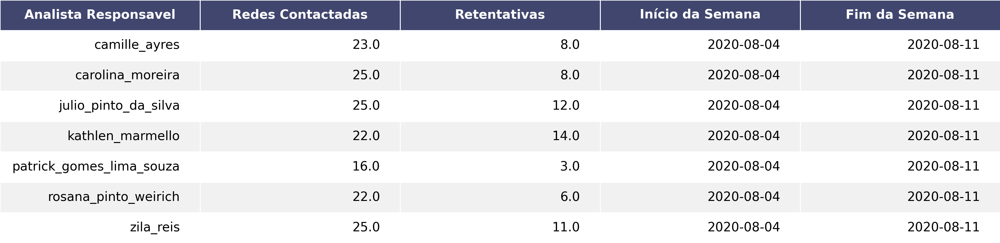 Analista Responsavel Redes Contactadas Retentativas Início da Semana Fim da Semana
camille_ayres 23.0 8.0 2020-08-04 2020-08-11
carolina_moreira 25.0 8.0 2020-08-04 2020-08-11
julio_pinto_da_silva 25.0 12.0 2020-08-04 2020-08-11
kathlen_marmello 22.0 14.0 2020-08-04 2020-08-11
patrick_gomes_lima_souza 16.0 3.0 2020-08-04 2020-08-11
rosana_pinto_weirich 22.0 6.0 2020-08-04 2020-08-11
zila_reis 25.0 11.0 2020-08-04 2020-08-11